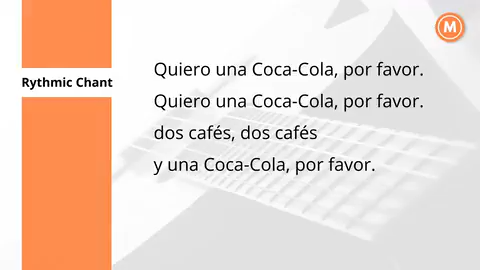 M
Rythmic Chant
Quiero una Coca-Cola, por favor.
Quiero una Coca-Cola, por favor.
dos cafés, dos cafés
y una Coca-Cola, por favor.